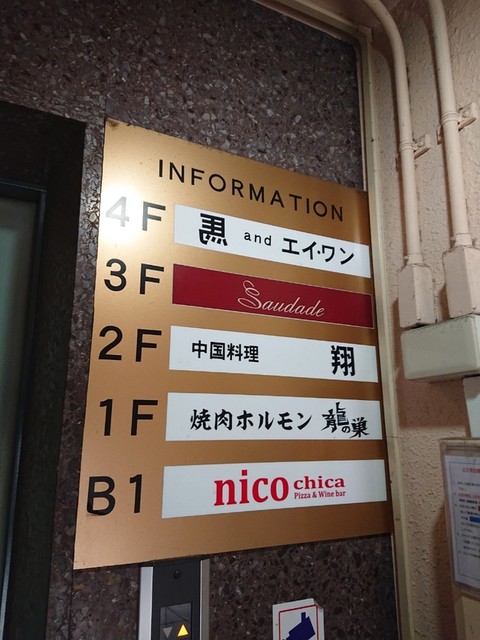 INFORMATION
4F 黒 and エイ・ワン
3F Saudade
2F 中国料理 翔
1F 焼肉ホルモン 龍の巣
B1 nico chica
Pizza & Wine bar